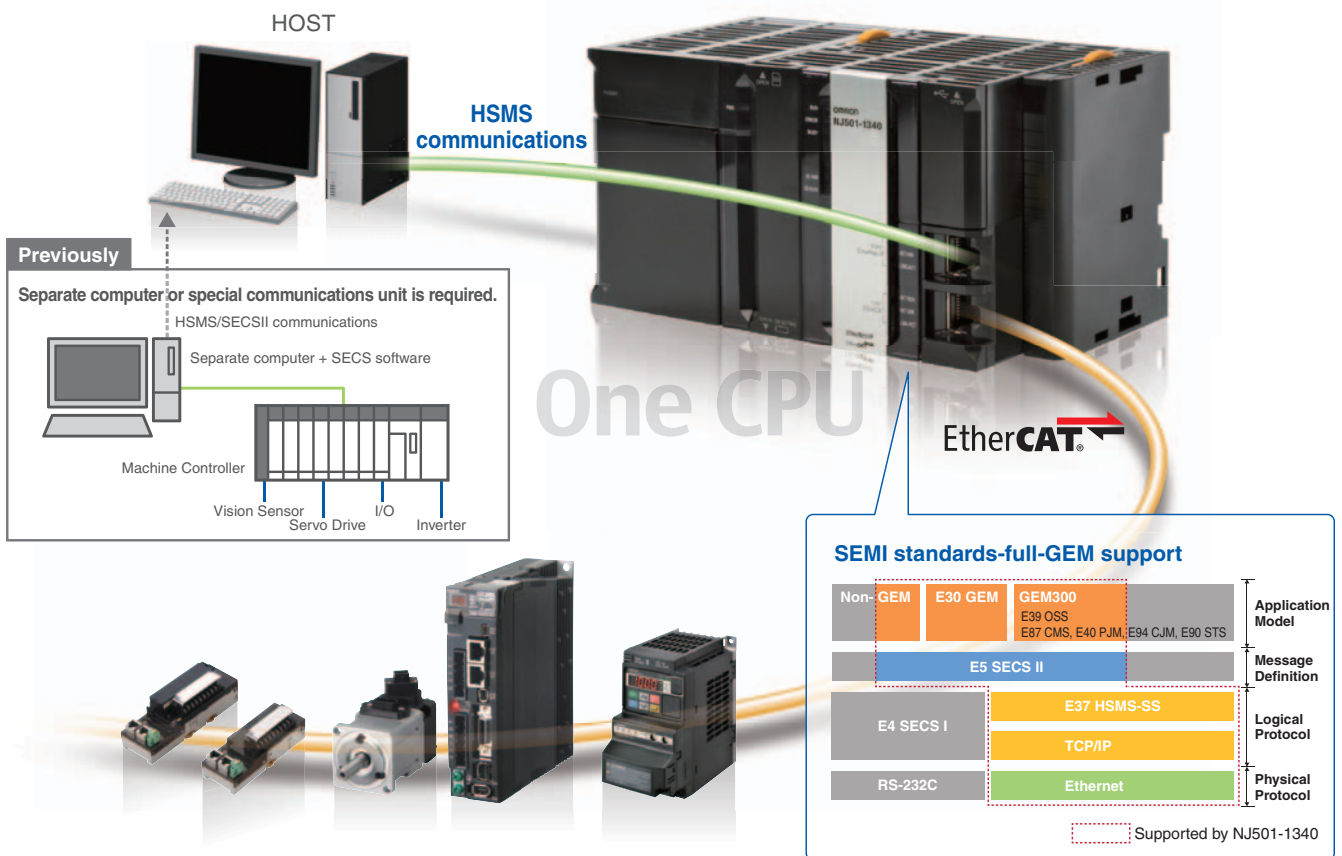 HOST
HSMS
communications
OMRON
NJ501-1340
OPEN
OPEN
Previously
Separate computer or special communications unit is required.
HSMS/SECSII communications
Separate computer + SECS software
Machine Controller
Vision Sensor
Servo Drive
I/O
Inverter
One CPU
EtherCAT®
SEMI standards-full-GEM support
Non- GEM
E30 GEM
GEM300
E39 OSS
E87 CMS, E40 PJM, E94 CJM, E90 STS
Application
Model
E5 SECS II
Message
Definition
E4 SECS I
E37 HSMS-SS
TCP/IP
Logical
Protocol
RS-232C
Ethernet
Physical
Protocol
Supported by NJ501-1340